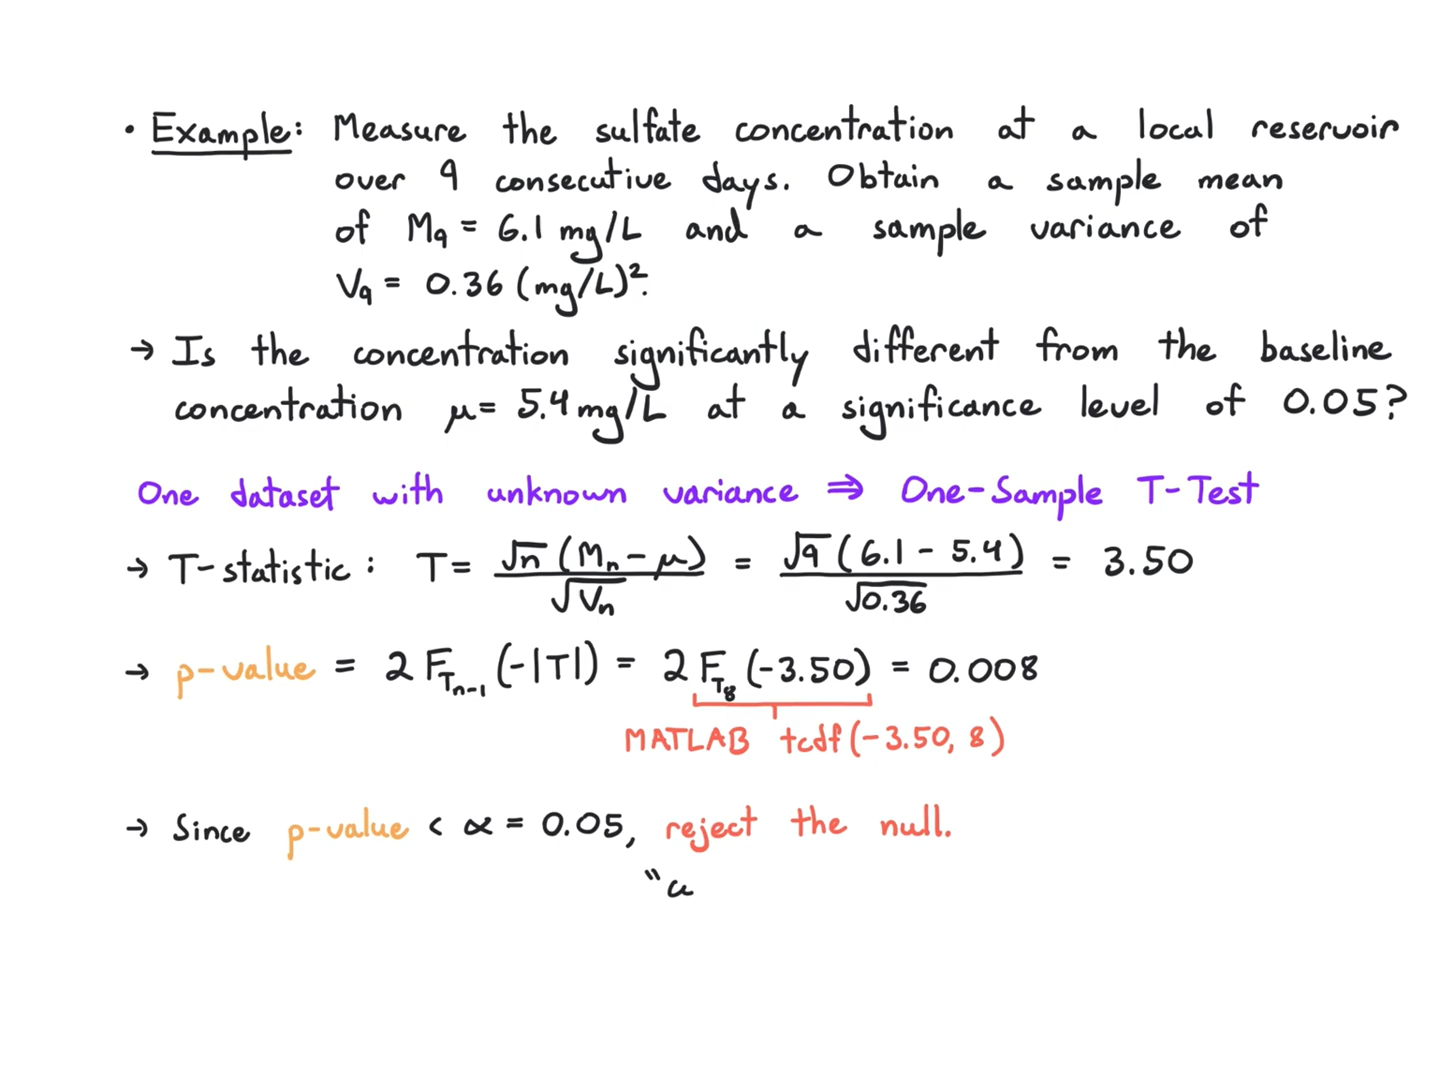 • Example: Measure the sulfate concentration at a local reservoir
over 9 consecutive days. Obtain a sample mean
of M₉ = 6.1 mg/L and a sample variance of
V₉ = 0.36 (mg/L)².
→ Is the concentration significantly different from the baseline
concentration μ = 5.4 mg/L at a significance level of 0.05?
One dataset with unknown variance ⇒ One-Sample T-Test
→ T-statistic: T = √n (Mₙ - μ) / √Vₙ = √9 (6.1 - 5.4) / √0.36 = 3.50
→ p-value = 2 F_{T_{n-1}} (-|T|) = 2 F_{T_8} (-3.50) = 0.008
MATLAB tcdf(-3.50, 8)
→ Since p-value < α = 0.05, reject the null.
"a